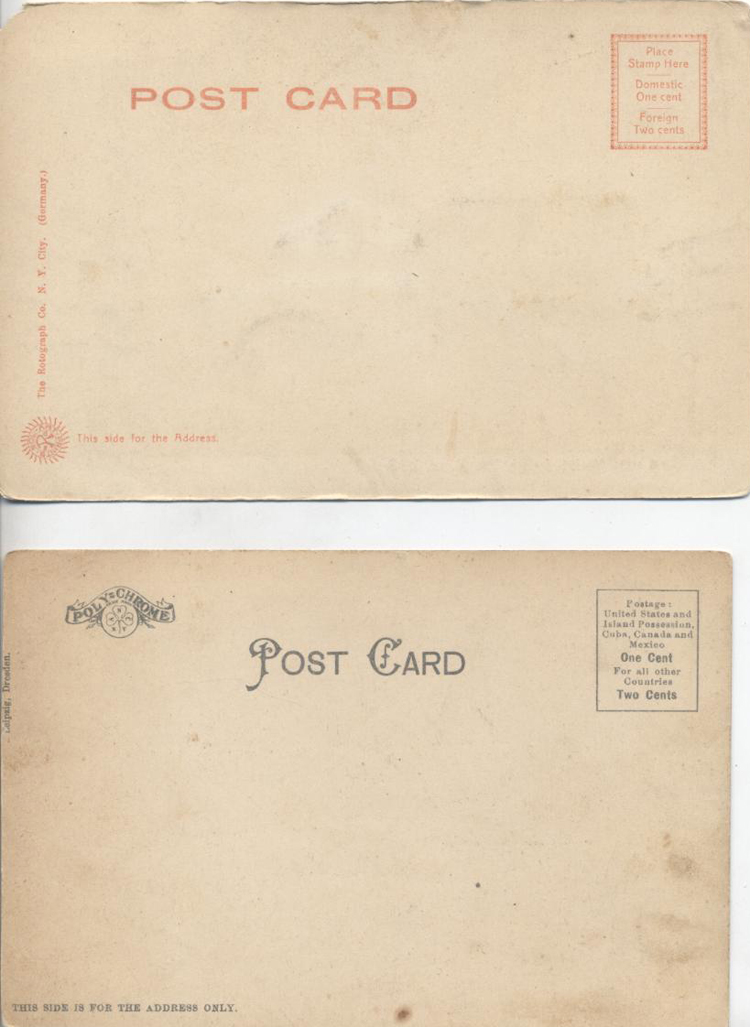 POST CARD
Place
Stamp Here
Domestic
One cent
Foreign
Two cents
The Rotograph Co. N. Y. City. (Germany.)
This side for the Address.
POLY-CHROME
POST CARD
Postage:
United States and
Island Possession,
Cuba, Canada and
Mexico
One Cent
For all other
Countries
Two Cents
Leipzig, Dresden.
THIS SIDE IS FOR THE ADDRESS ONLY.